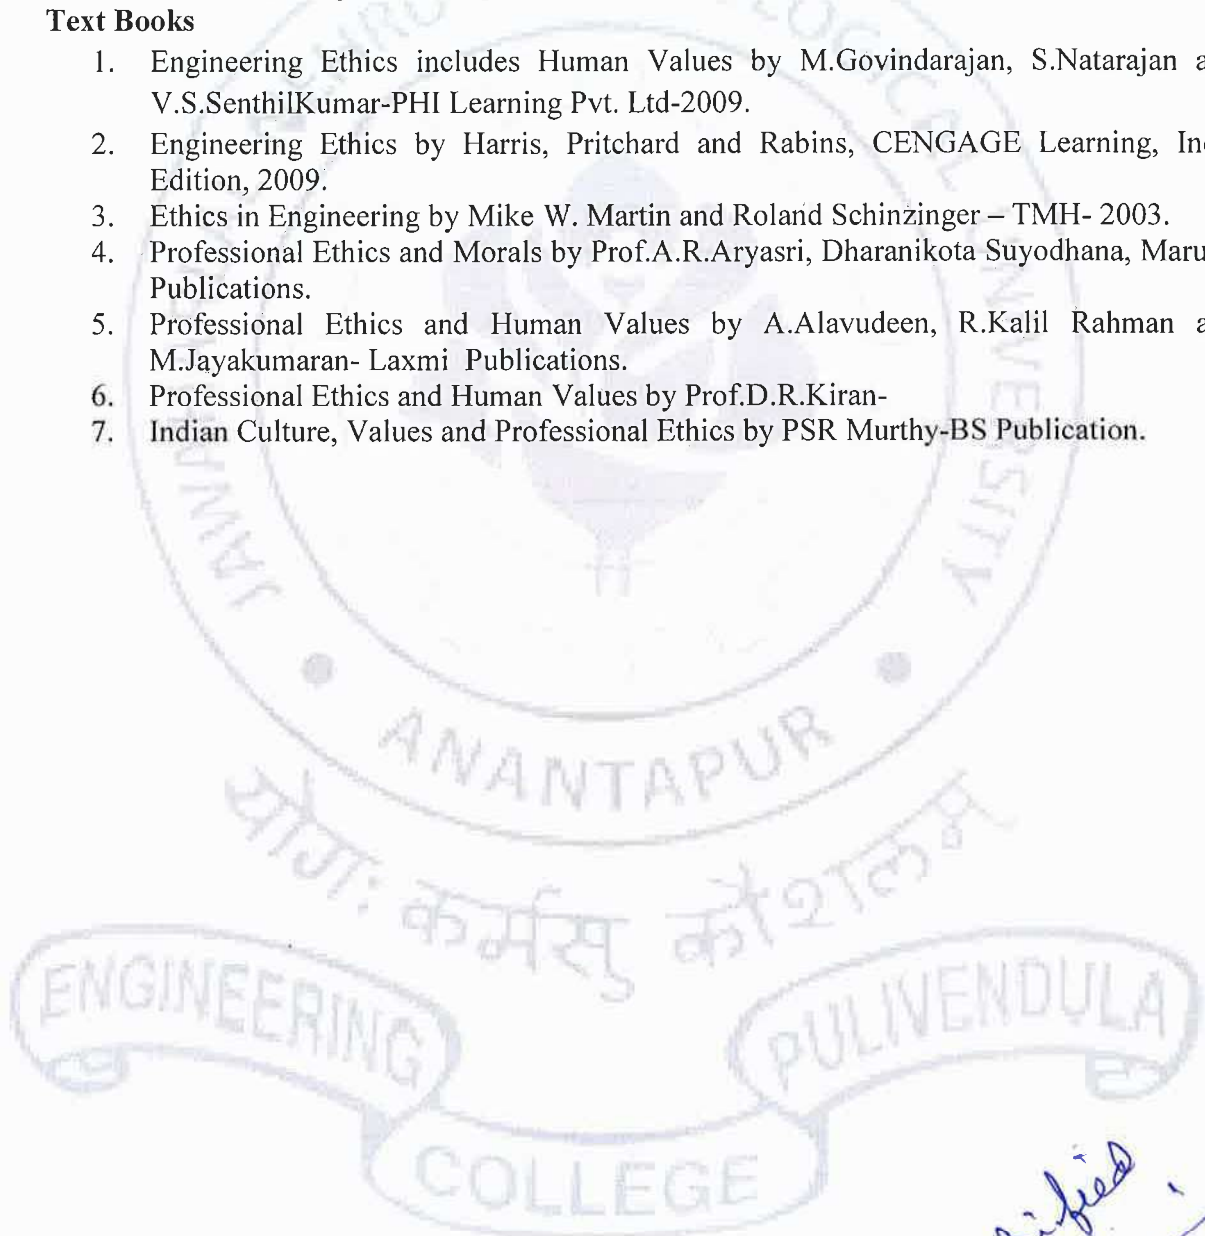 Text Books
1. Engineering Ethics includes Human Values by M.Govindarajan, S.Natarajan
V.S.SenthilKumar-PHI Learning Pvt. Ltd-2009.
2. Engineering Ethics by Harris, Pritchard and Rabins, CENGAGE Learning,
Edition, 2009.
3. Ethics in Engineering by Mike W. Martin and Roland Schinzinger – TMH- 2003.
4. Professional Ethics and Morals by Prof.A.R.Aryasri, Dharanikota Suyodhana,
Publications.
5. Professional Ethics and Human Values by A.Alavudeen, R.Kalil Rahman
M.Jayakumaran- Laxmi Publications.
6. Professional Ethics and Human Values by Prof.D.R.Kiran-
7. Indian Culture, Values and Professional Ethics by PSR Murthy-BS Publication.
UNIVERSITY
ANANTAPUR
योगः कर्मसु कौशलम्
ENGINEERING
PULIVENDULA
COLLEGE